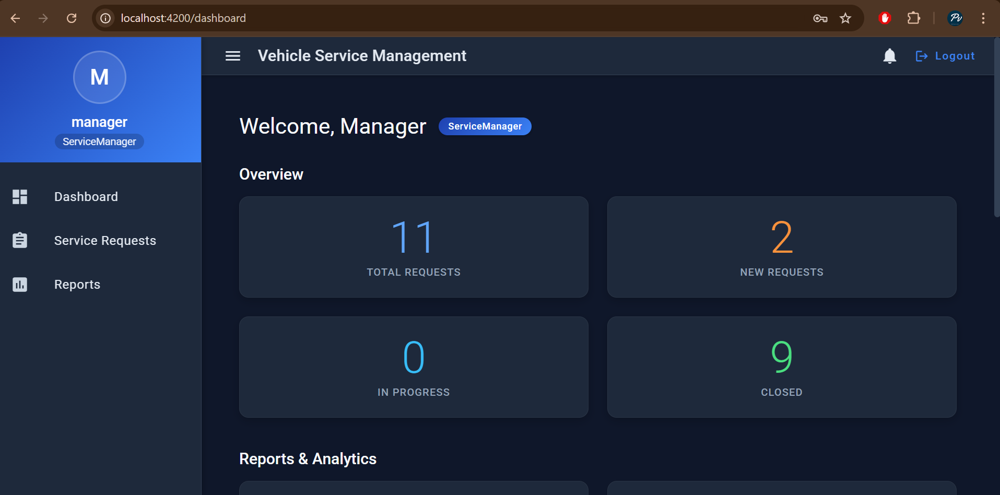 localhost:4200/dashboard
Pv
M
manager
ServiceManager
Dashboard
Service Requests
Reports
Vehicle Service Management
Logout
Welcome, Manager
ServiceManager
Overview
11
TOTAL REQUESTS
2
NEW REQUESTS
0
IN PROGRESS
9
CLOSED
Reports & Analytics